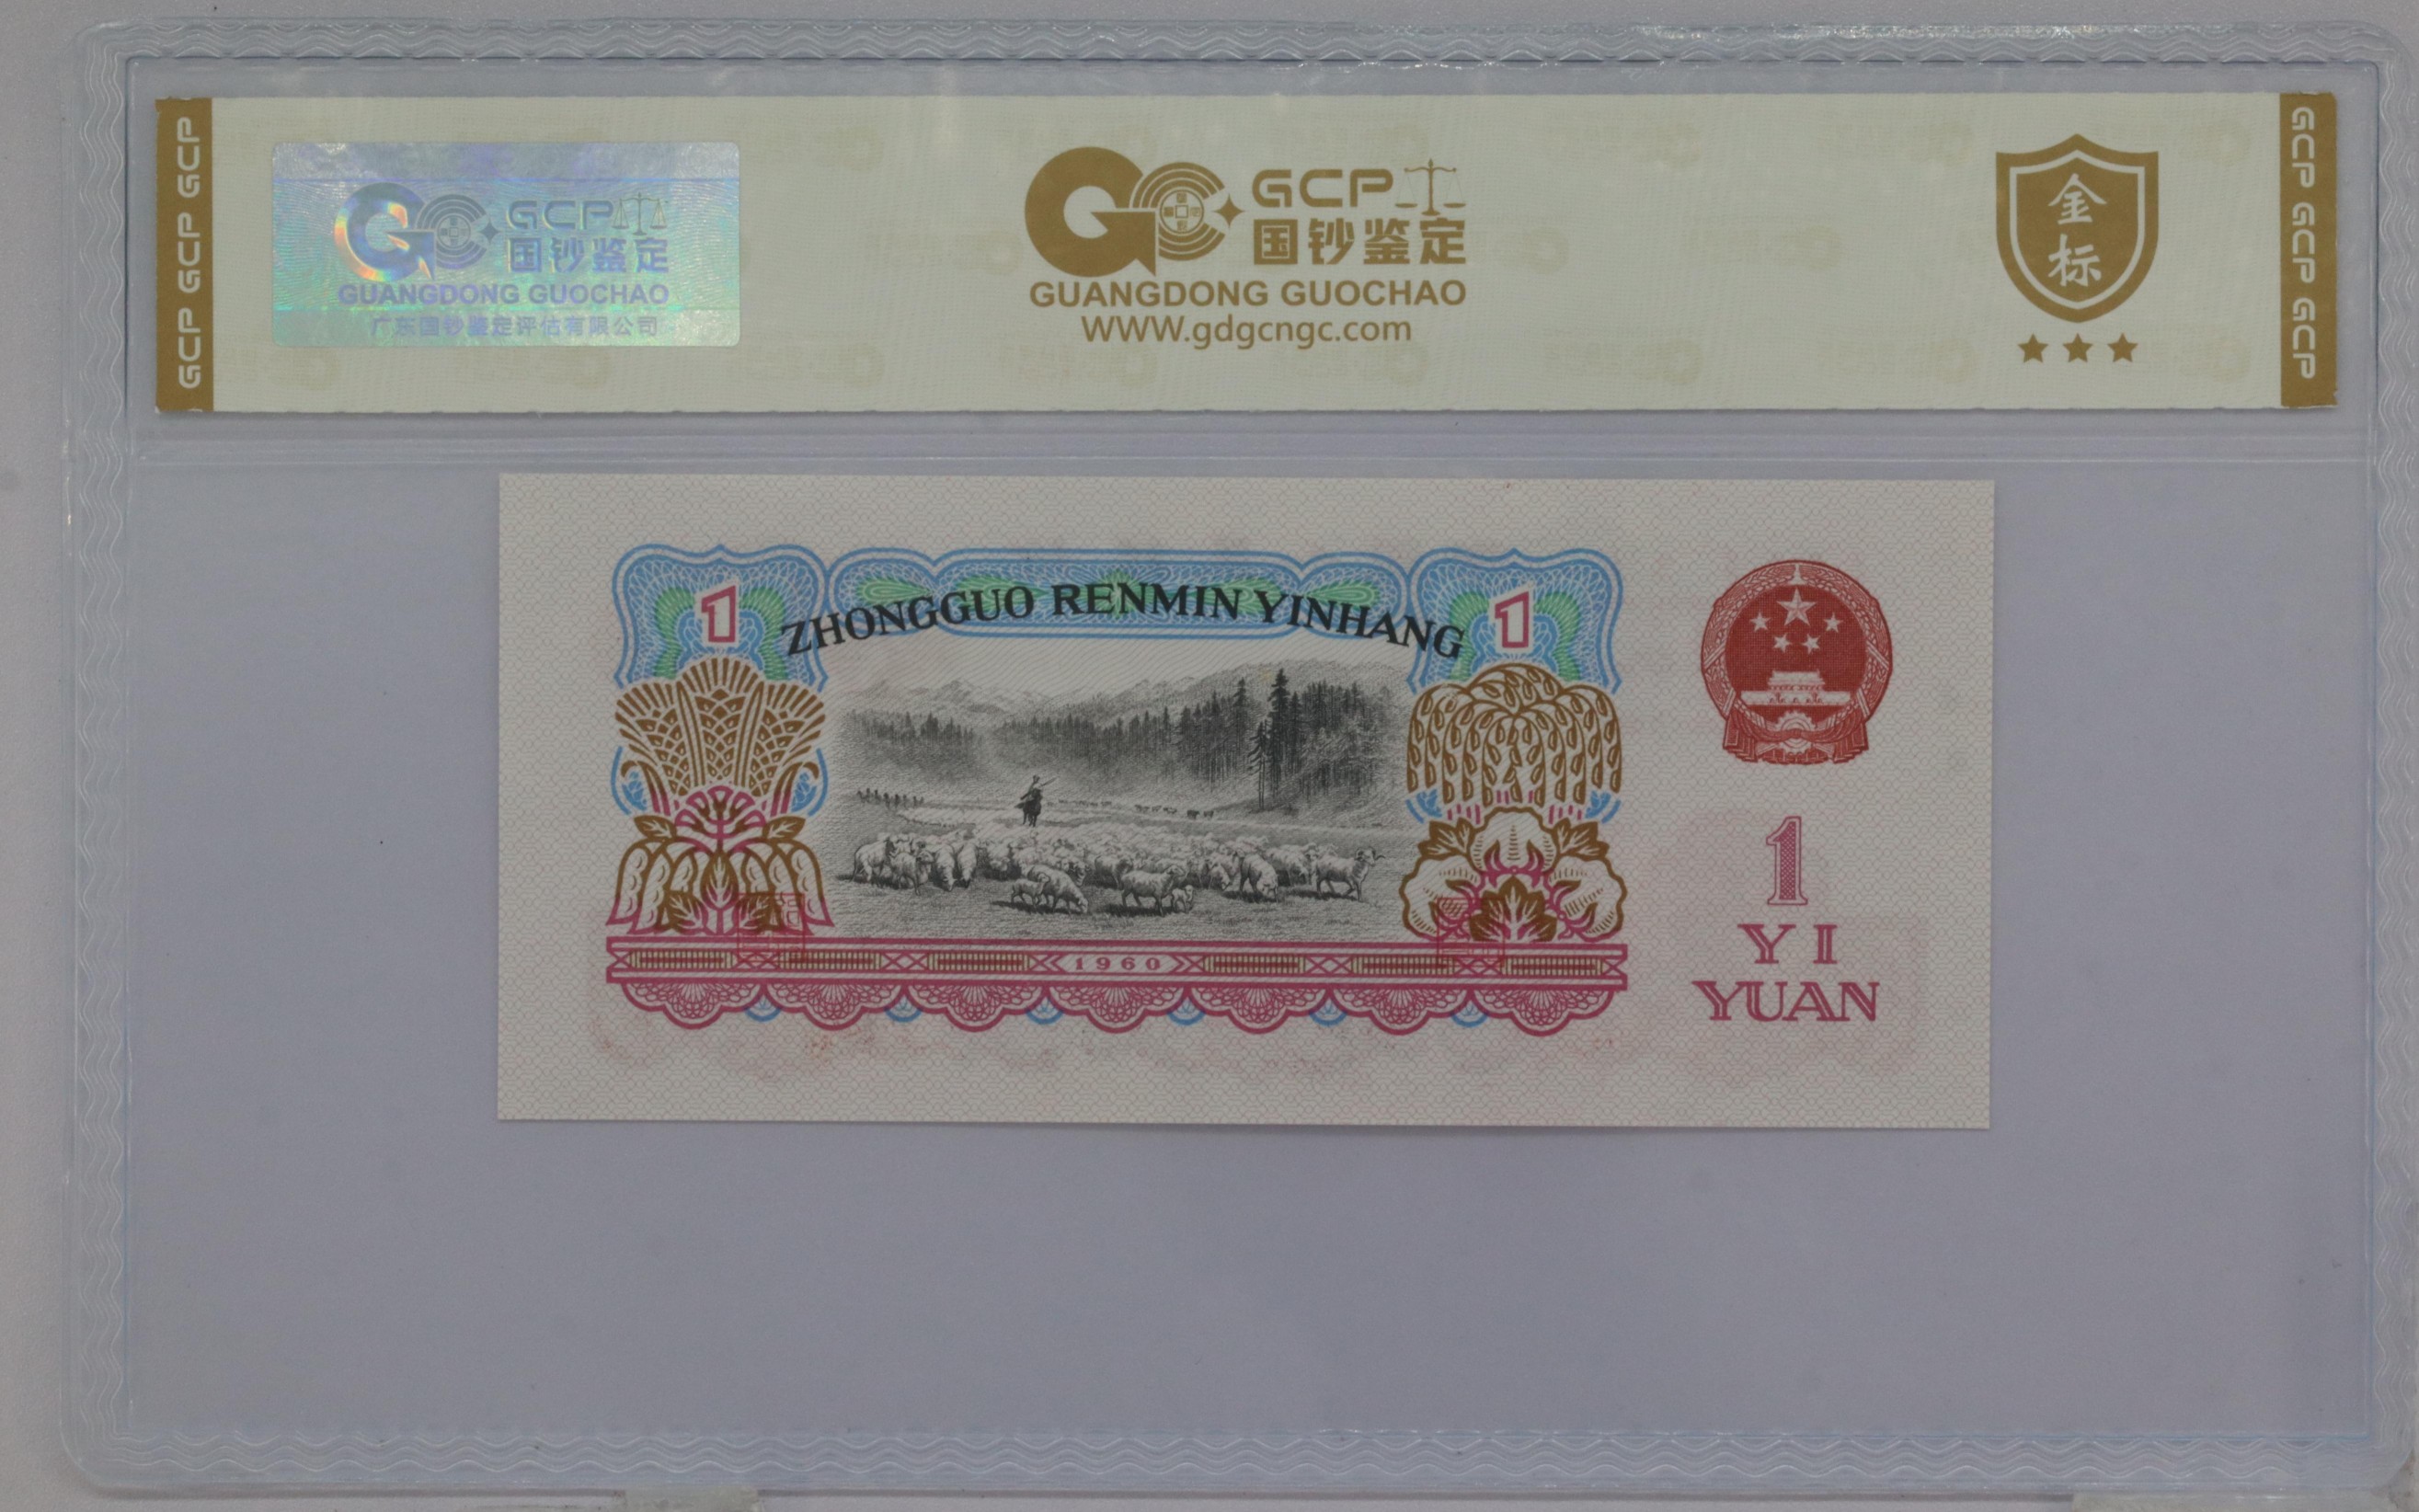 GCP GCP GCP
GCP
国钞鉴定
GUANGDONG GUOCHAO
广东国钞鉴定评估有限公司
GCP
国钞鉴定
GUANGDONG GUOCHAO
WWW.gdgcngc.com
金
标
GCP GCP GCP
1
ZHONGGUO RENMIN YINHANG
1
1960
1
YI
YUAN